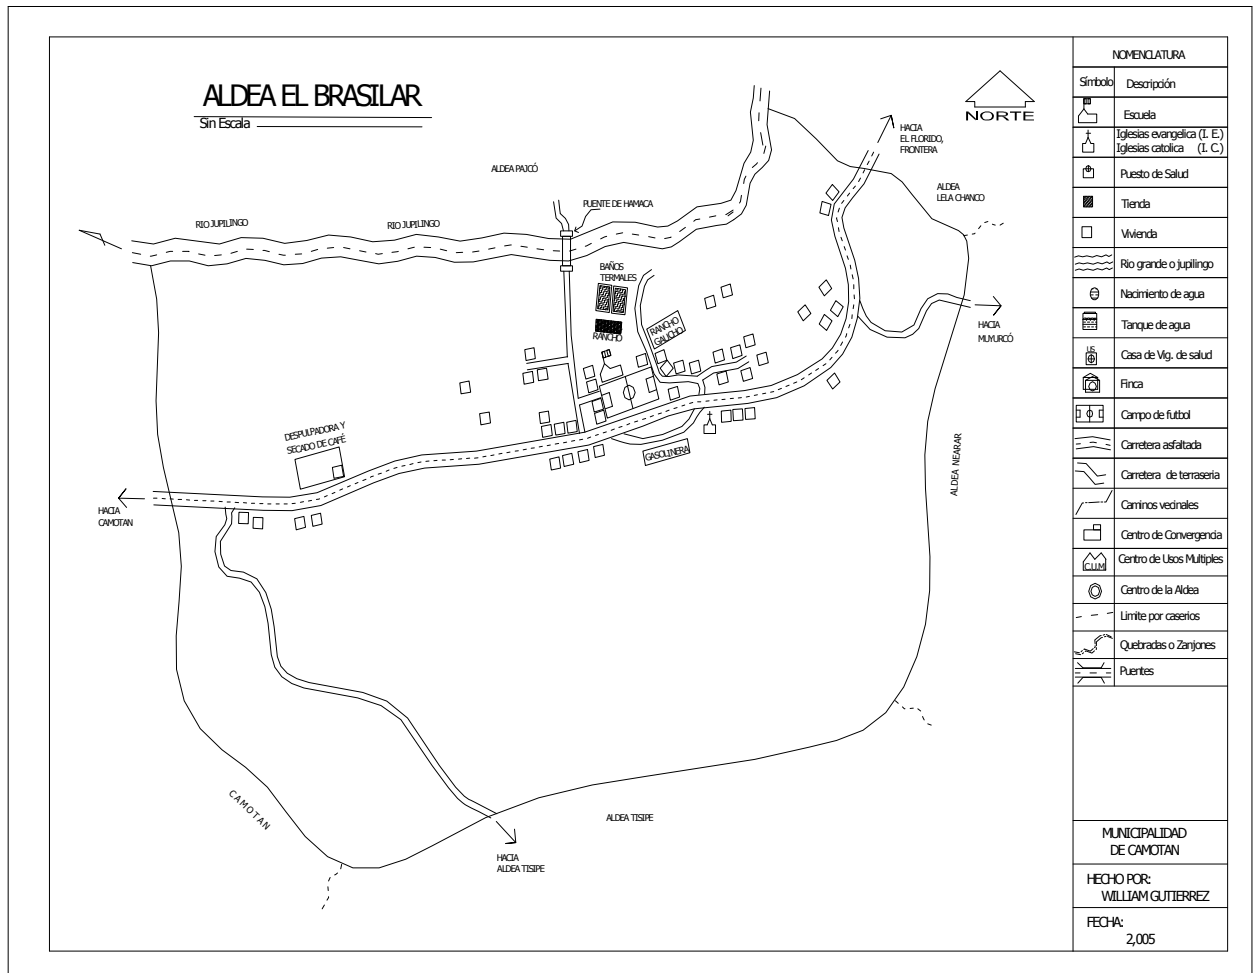 ALDEA EL BRASILAR
Sin Escala
NORTE
HACIA
EL FLORIDO,
FRONTERA
ALDEA PAJCÓ
ALDEA
LELA CHANCO
PUENTE DE HAMACA
RIO JUPILINGO
RIO JUPILINGO
BAÑOS
TERMALES
RANCHO
RANCHO
GAUCHO
HACIA
MUYURCÓ
DESPULPADORA Y
SECADO DE CAFÉ
GASOLINERA
ALDEA NEARAR
HACIA
CAMOTAN
CAMOTAN
ALDEA TISIPE
HACIA
ALDEA TISIPE
NOMENCLATURA
Símbolo Descripción
Escuela
Iglesias evangelica (I. E.)
Iglesias catolica (I. C.)
Puesto de Salud
Tienda
Vivienda
Rio grande o jupilingo
Nacimiento de agua
Tanque de agua
US
Casa de Vig. de salud
Finca
Campo de futbol
Carretera asfaltada
Carretera de terraseria
Caminos vecinales
Centro de Convergencia
C.U.M
Centro de Usos Multiples
Centro de la Aldea
Limite por caserios
Quebradas o Zanjones
Puentes
MUNICIPALIDAD
DE CAMOTAN
HECHO POR:
WILLIAM GUTIERREZ
FECHA:
2,005